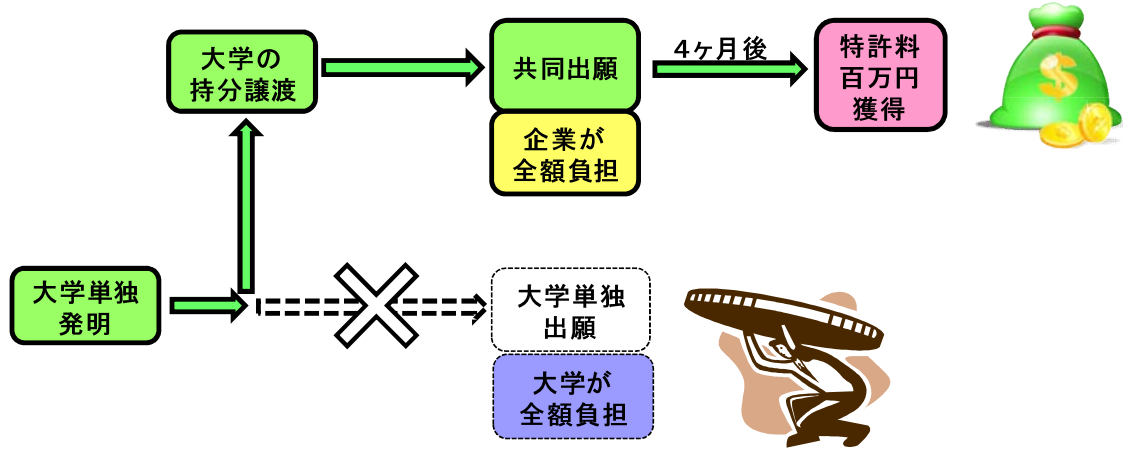 大学の
持分譲渡
共同出願
企業が
全額負担
4ヶ月後
特許料
百万円
獲得
大学単独
発明
大学単独
出願
大学が
全額負担